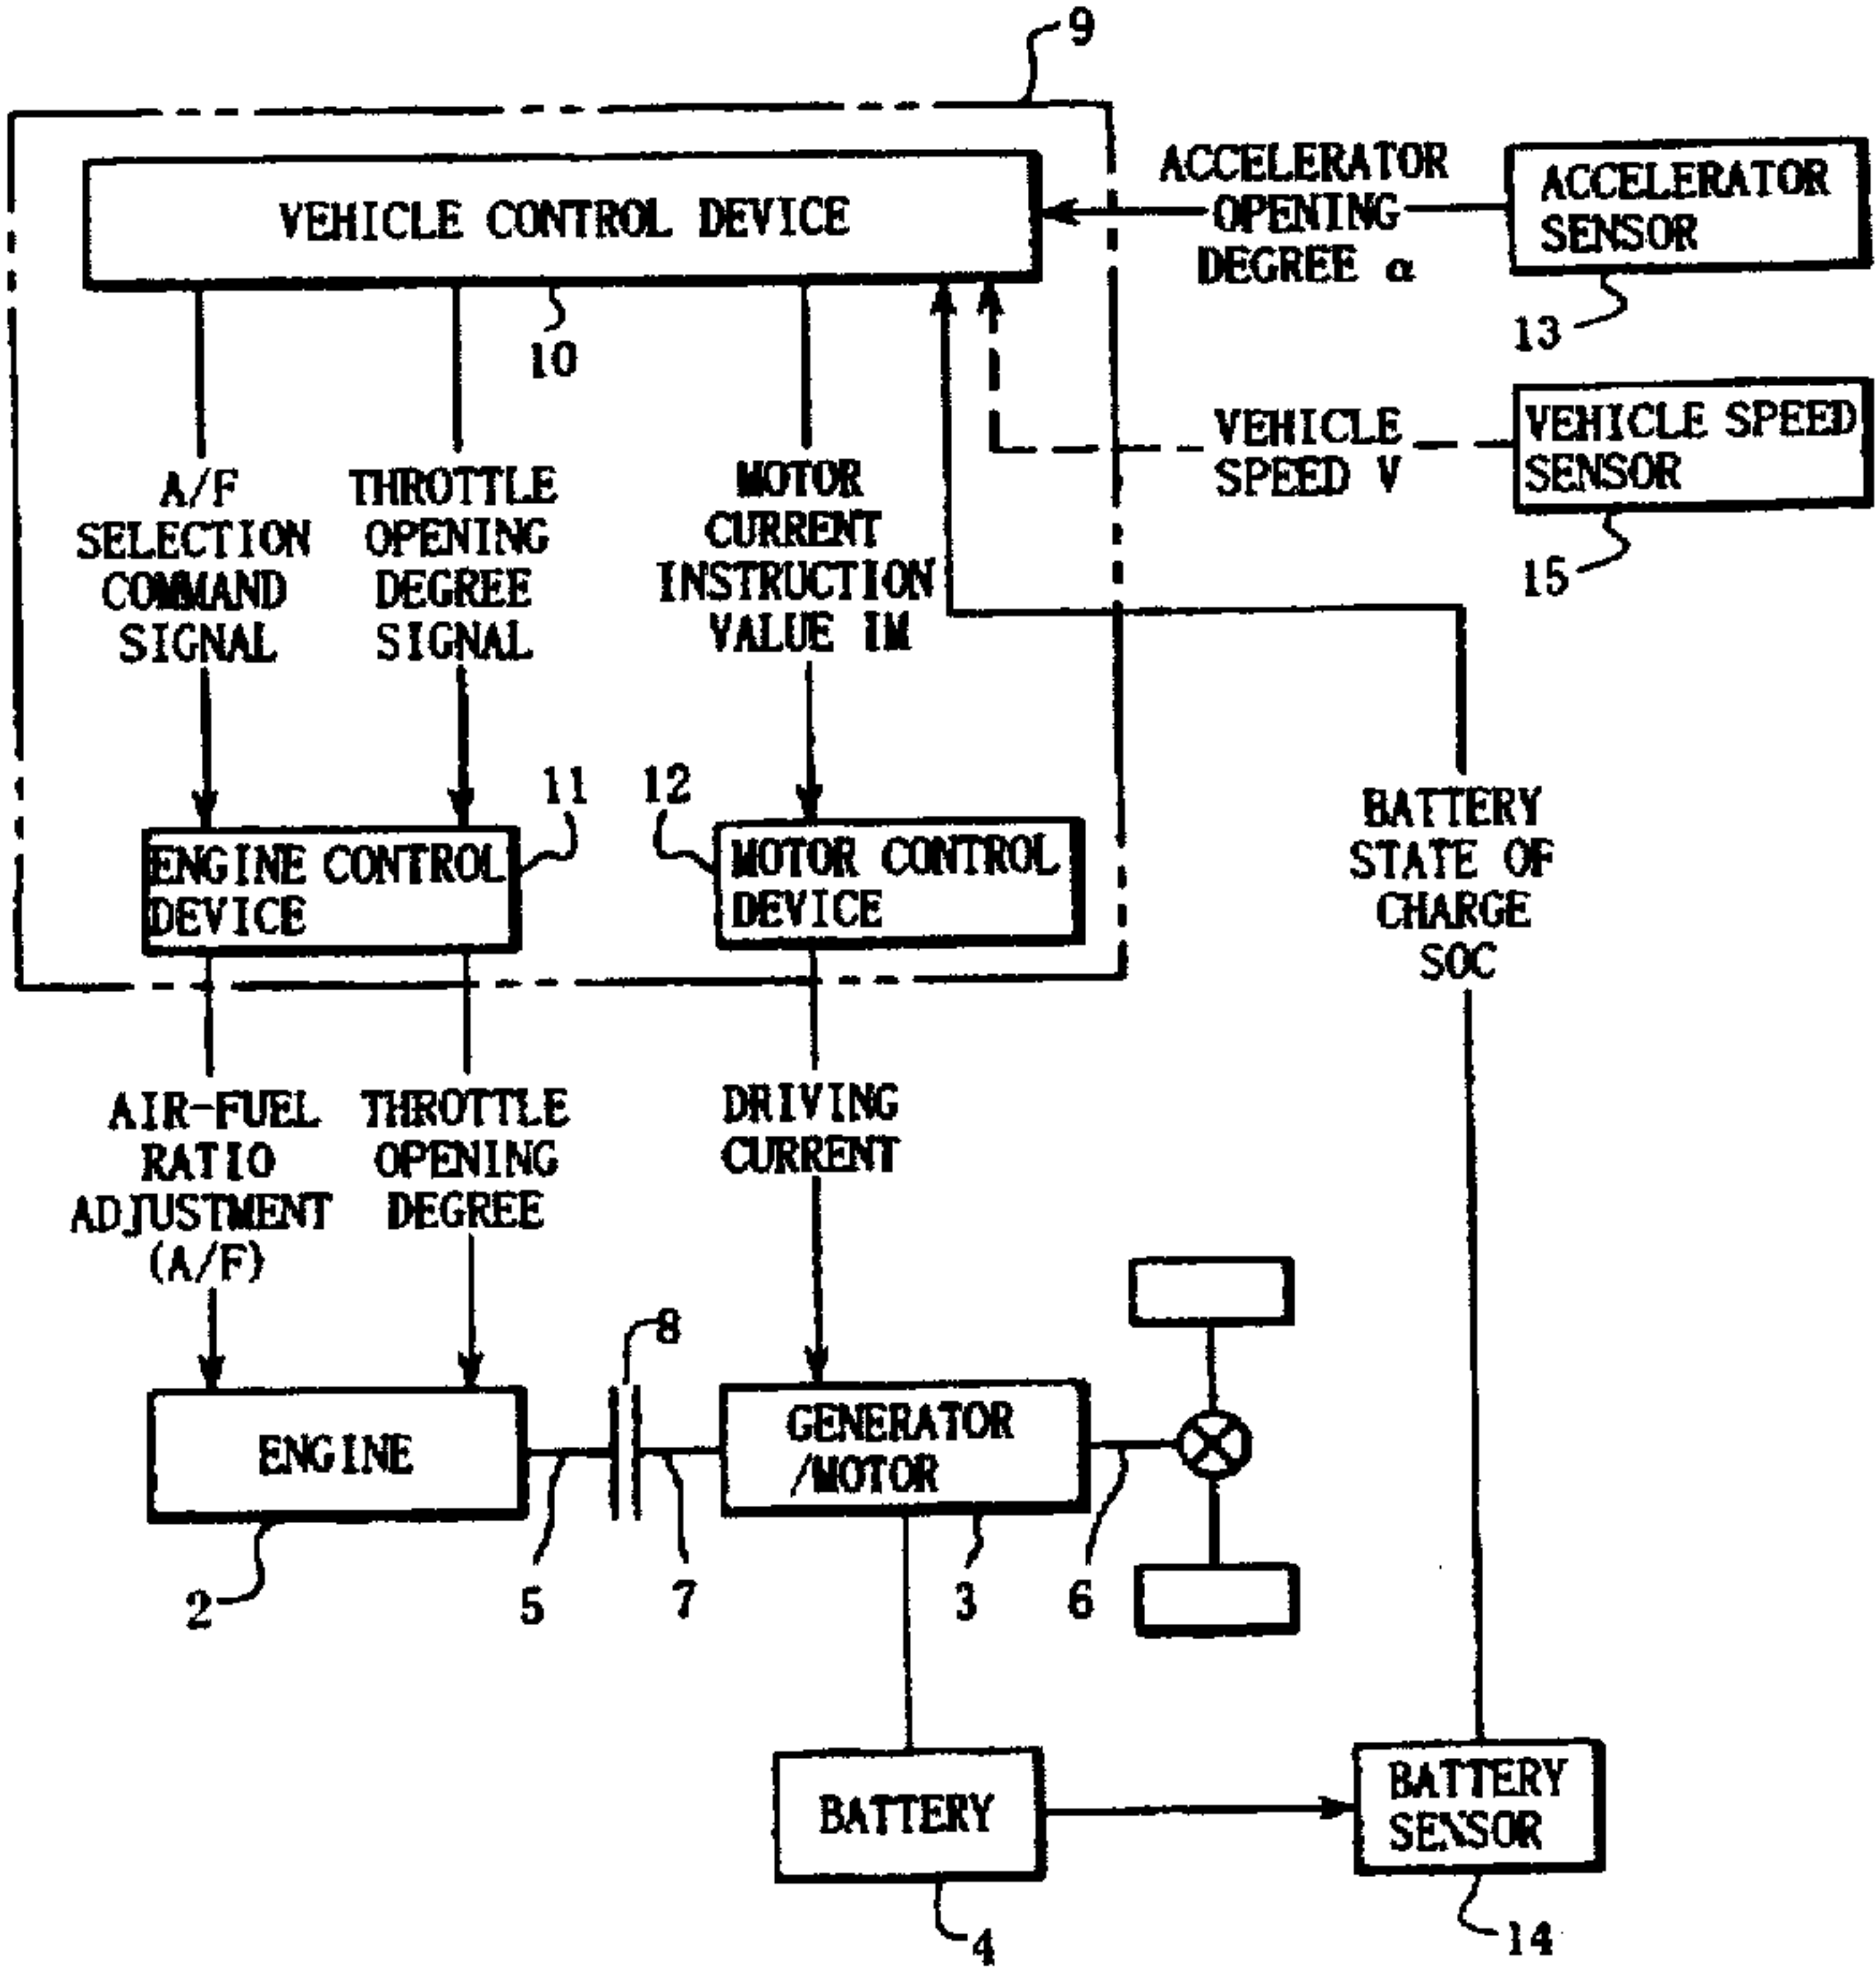 9
VEHICLE CONTROL DEVICE
ACCELERATOR
OPENING
DEGREE α
ACCELERATOR
SENSOR
13
10
VEHICLE
SPEED V
VEHICLE SPEED
SENSOR
15
A/F
SELECTION
COMMAND
SIGNAL
THROTTLE
OPENING
DEGREE
SIGNAL
MOTOR
CURRENT
INSTRUCTION
VALUE IM
11
12
ENGINE CONTROL
DEVICE
MOTOR CONTROL
DEVICE
BATTERY
STATE OF
CHARGE
SOC
AIR-FUEL
RATIO
ADJUSTMENT
(A/F)
THROTTLE
OPENING
DEGREE
DRIVING
CURRENT
8
ENGINE
GENERATOR
/MOTOR
2
5
7
3
6
BATTERY
BATTERY
SENSOR
4
14